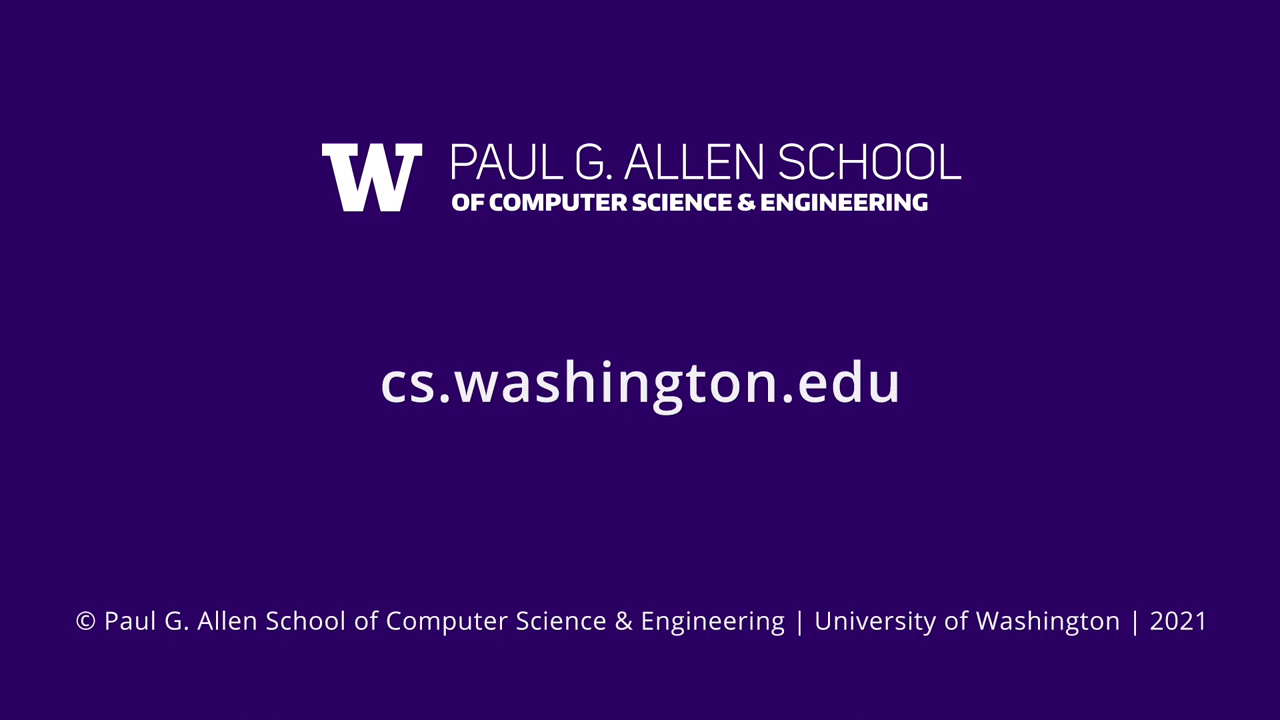 W PAUL G. ALLEN SCHOOL
OF COMPUTER SCIENCE & ENGINEERING
cs.washington.edu
© Paul G. Allen School of Computer Science & Engineering | University of Washington | 2021